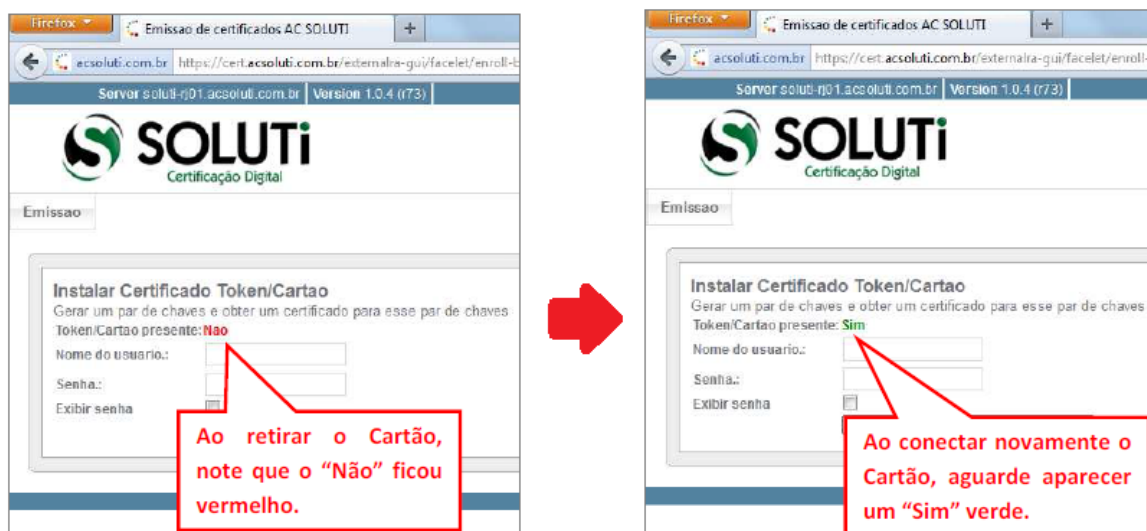 Firefox
Emissao de certificados AC SOLUTI
+
acsoluti.com.br https://cert.acsoluti.com.br/externalra-gui/facelet/enroll-b
Server soluti-rj01.acsoluti.com.br Version 1.0.4 (r73)
SOLUTi
Certificação Digital
Emissao
Instalar Certificado Token/Cartao
Gerar um par de chaves e obter um certificado para esse par de chaves
Token/Cartao presente: Nao
Nome do usuario.:
Senha.:
Exibir senha
Ao retirar o Cartão,
note que o “Não” ficou
vermelho.
Firefox
Emissao de certificados AC SOLUTI
+
acsoluti.com.br https://cert.acsoluti.com.br/externalra-gui/facelet/enroll-
Server soluti-rj01.acsoluti.com.br Version 1.0.4 (r73)
SOLUTi
Certificação Digital
Emissao
Instalar Certificado Token/Cartao
Gerar um par de chaves e obter um certificado para esse par de chaves
Token/Cartao presente: Sim
Nome do usuario.:
Senha.:
Exibir senha
Ao conectar novamente o
Cartão, aguarde aparecer
um “Sim” verde.